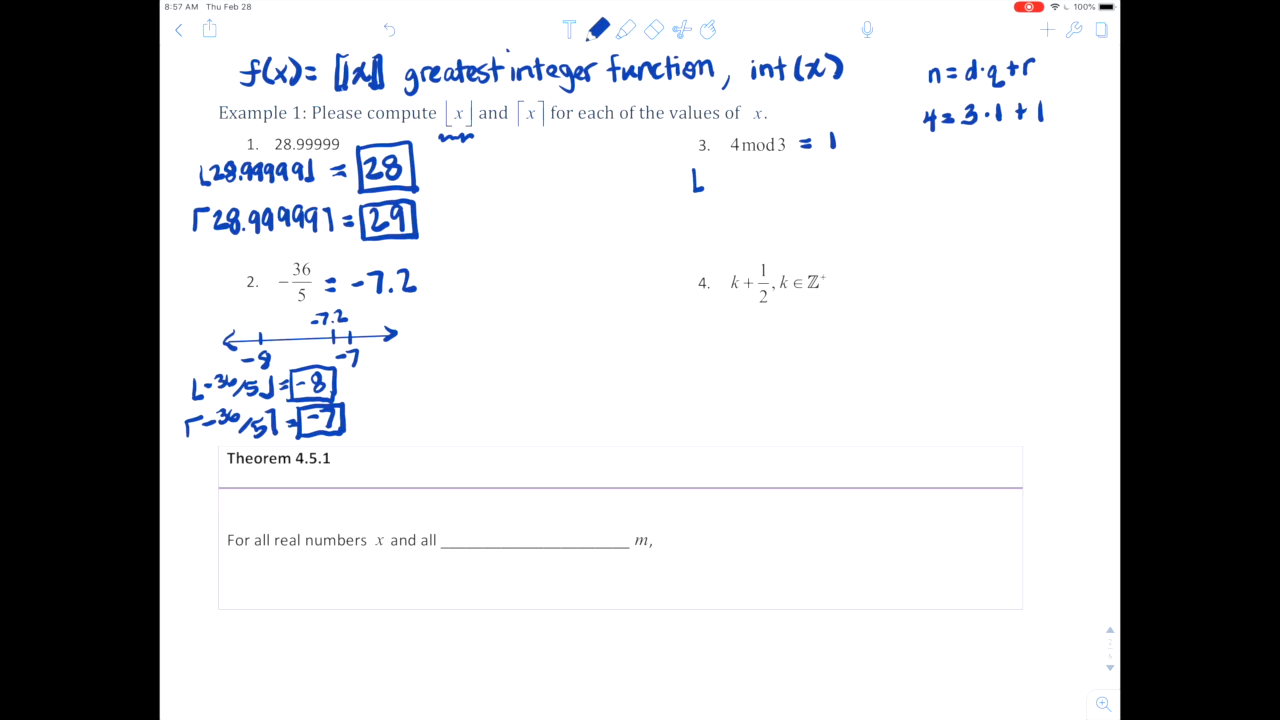 8:57 AM Thu Feb 28
100%
f(x) = ⟦x⟧ greatest integer function, int(x)
n = d·q + r
4 = 3·1 + 1
Example 1: Please compute ⌊x⌋ and ⌈x⌉ for each of the values of x.
1. 28.99999
⌊28.99999⌋ = 28
⌈28.99999⌉ = 29
2. -36/5 = -7.2
-7.2
-8 -7
⌊-36/5⌋ = -8
⌈-36/5⌉ = -7
3. 4 mod 3 = 1
⌊
4. k + 1/2, k ∈ ℤ⁺
Theorem 4.5.1
For all real numbers x and all ____________________ m,